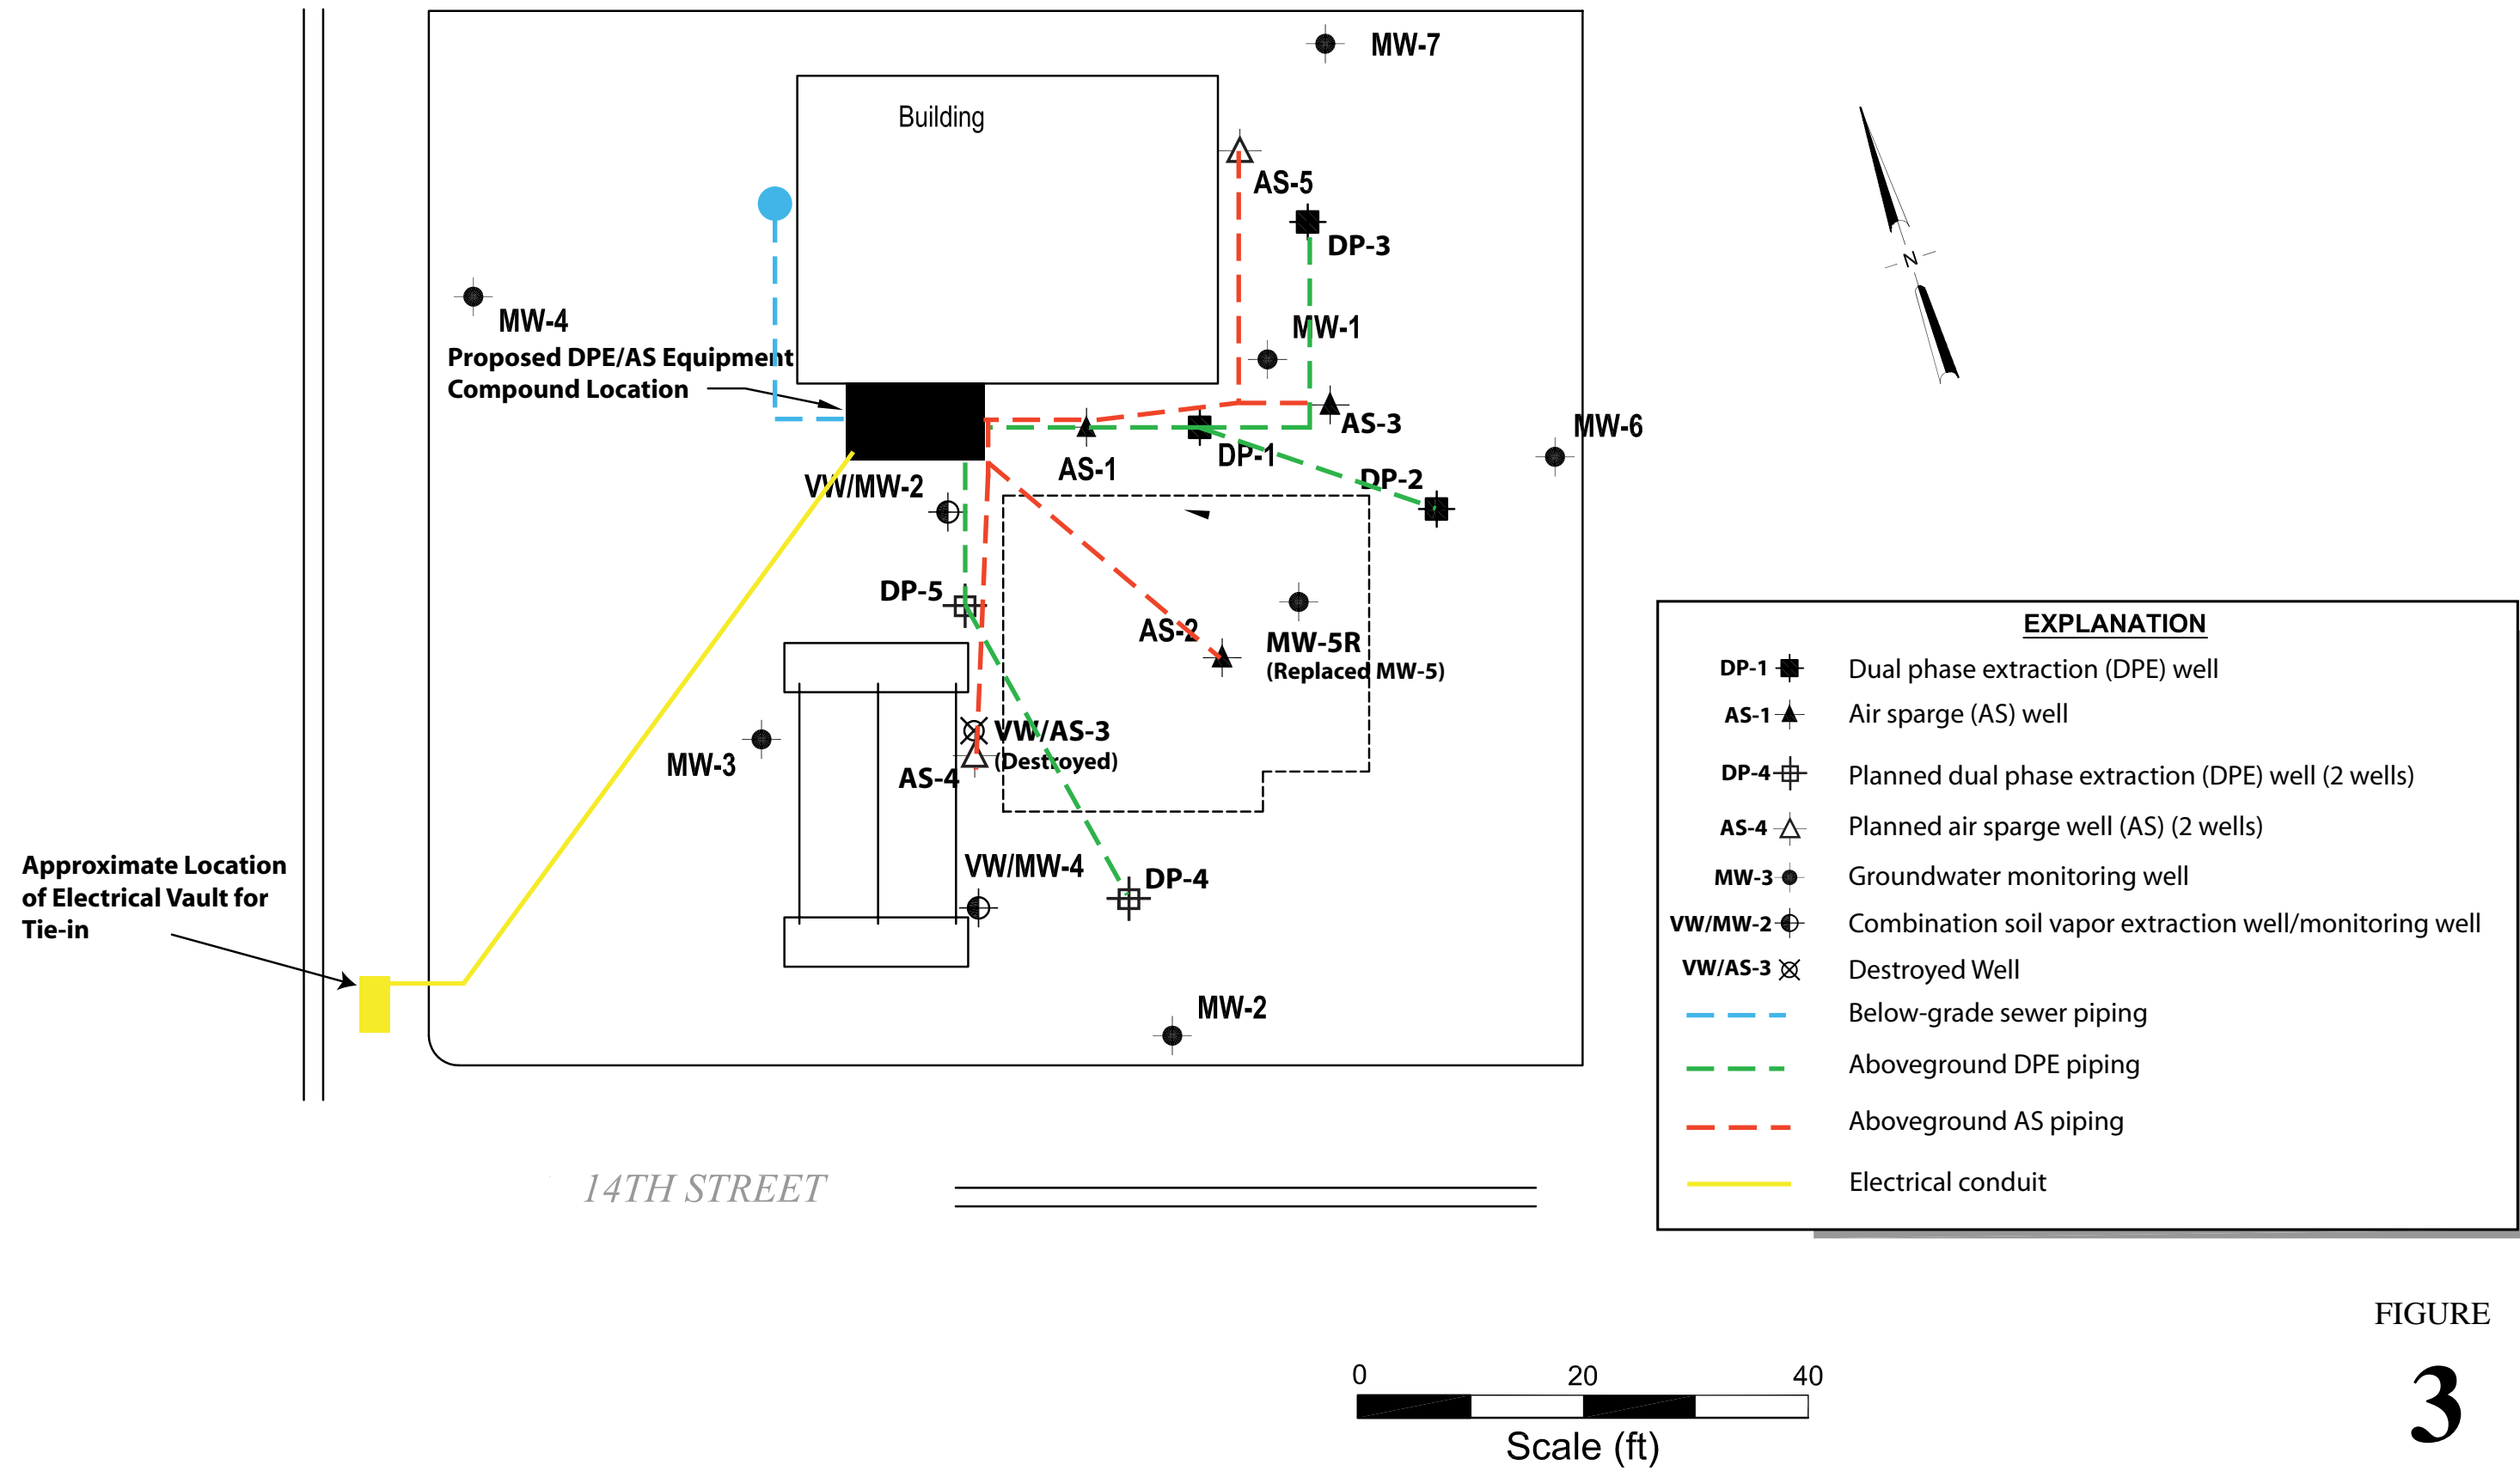 MW-7
Building
AS-5
DP-3
MW-4
MW-1
Proposed DPE/AS Equipment
Compound Location
AS-3
MW-6
DP-1
AS-1
DP-2
VW/MW-2
N
DP-5
AS-2
MW-5R
(Replaced MW-5)
VW/AS-3
(Destroyed)
MW-3
AS-4
VW/MW-4
DP-4
Approximate Location
of Electrical Vault for
Tie-in
MW-2
14TH STREET
EXPLANATION
DP-1 Dual phase extraction (DPE) well
AS-1 Air sparge (AS) well
DP-4 Planned dual phase extraction (DPE) well (2 wells)
AS-4 Planned air sparge well (AS) (2 wells)
MW-3 Groundwater monitoring well
VW/MW-2 Combination soil vapor extraction well/monitoring well
VW/AS-3 Destroyed Well
Below-grade sewer piping
Aboveground DPE piping
Aboveground AS piping
Electrical conduit
FIGURE
3
0 20 40
Scale (ft)